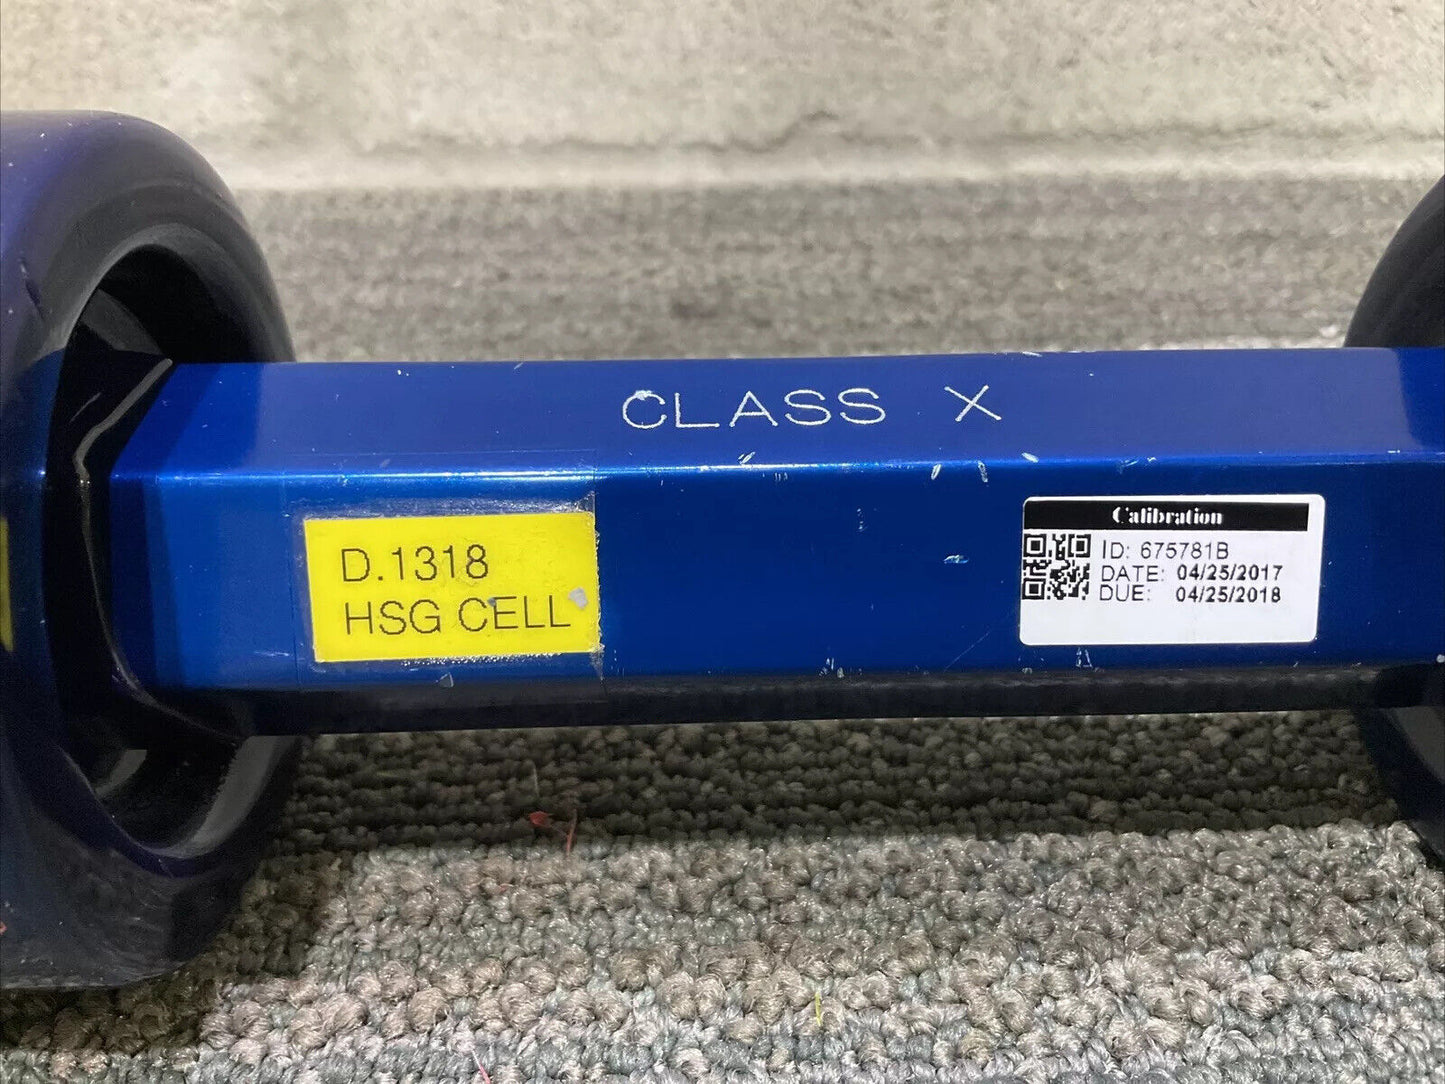 CLASS X
D.1318
HSG CELL
Calibration
ID: 675781B
DATE: 04/25/2017
DUE: 04/25/2018